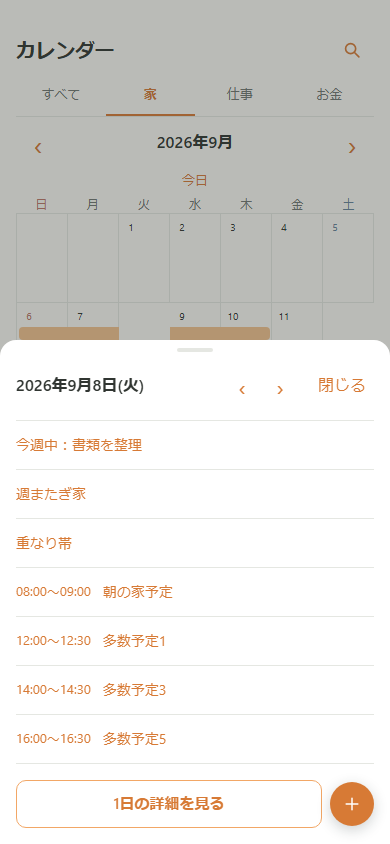 カレンダー
すべて 家 仕事 お金
‹ 2026年9月 ›
今日
日 月 火 水 木 金 土
1 2 3 4 5
6 7 9 10 11
2026年9月8日(火) ‹ › 閉じる
今週中：書類を整理
週またぎ家
重なり帯
08:00〜09:00 朝の家予定
12:00〜12:30 多数予定1
14:00〜14:30 多数予定3
16:00〜16:30 多数予定5
1日の詳細を見る +